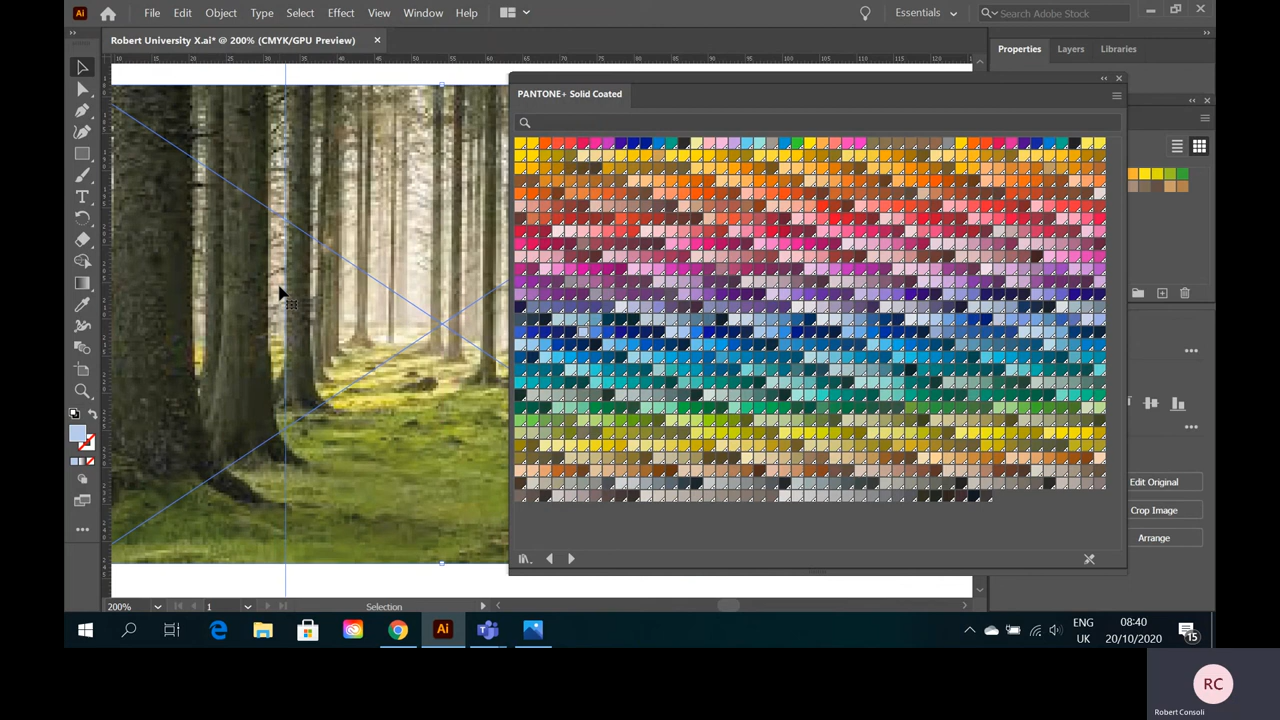 Ai File Edit Object Type Select Effect View Window Help Essentials Search Adobe Stock
Robert University X.ai* @ 200% (CMYK/GPU Preview)
Properties Layers Libraries
PANTONE+ Solid Coated
Edit Original
Crop Image
Arrange
200% 1 Selection
Ai ENG 08:40
UK 20/10/2020 15
RC
Robert Consoli